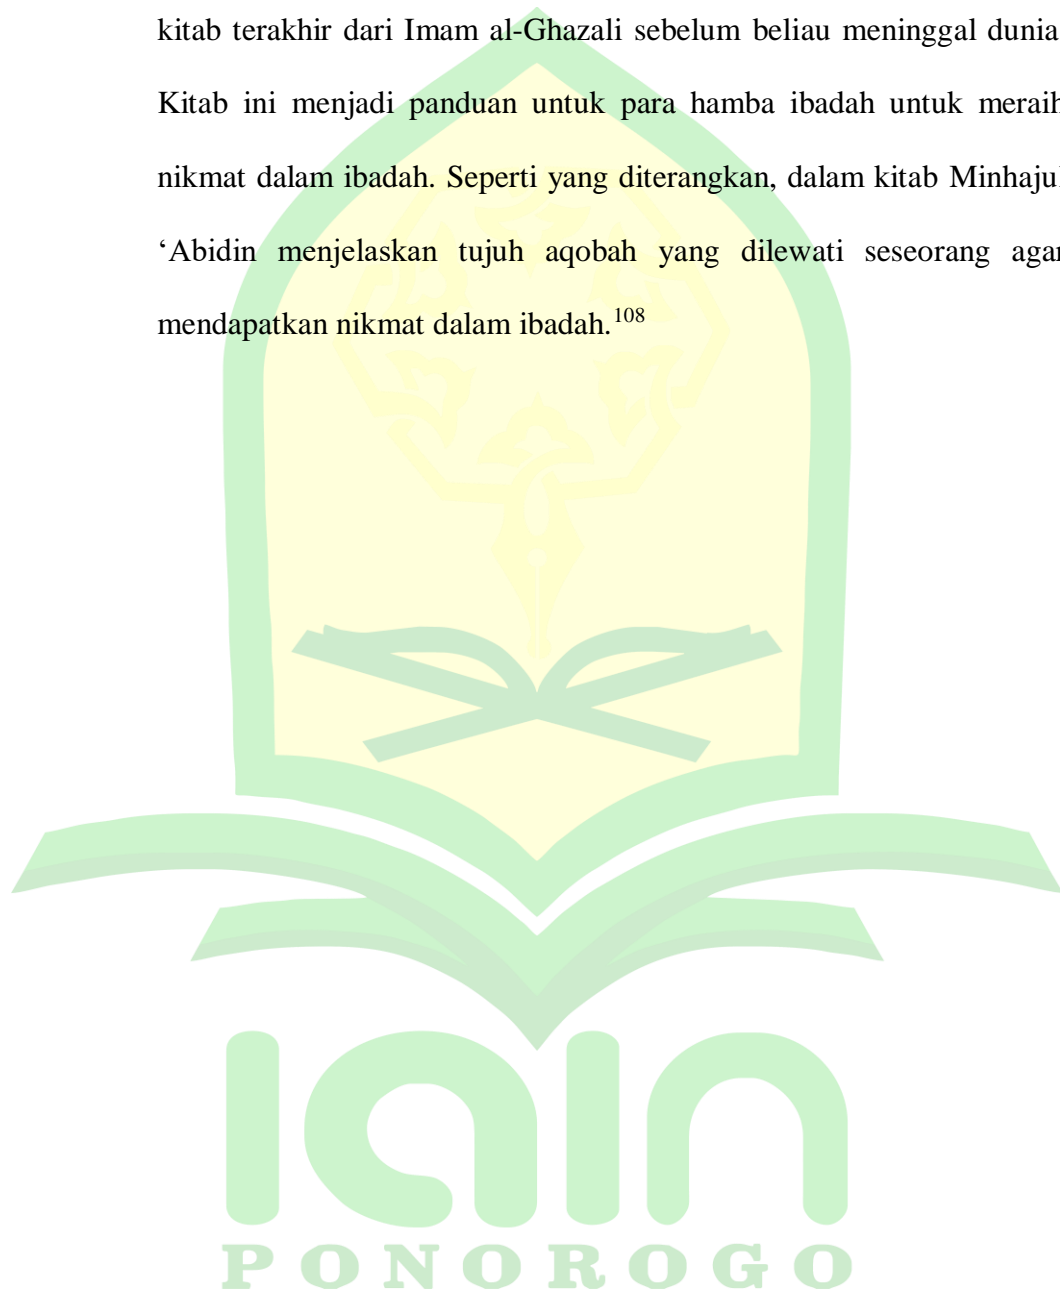 kitab terakhir dari Imam al-Ghazali sebelum beliau meninggal dunia
Kitab ini menjadi panduan untuk para hamba ibadah untuk meraih
nikmat dalam ibadah. Seperti yang diterangkan, dalam kitab Minhajul
‘Abidin menjelaskan tujuh aqobah yang dilewati seseorang agar
mendapatkan nikmat dalam ibadah.108
IAIN
PONOROGO